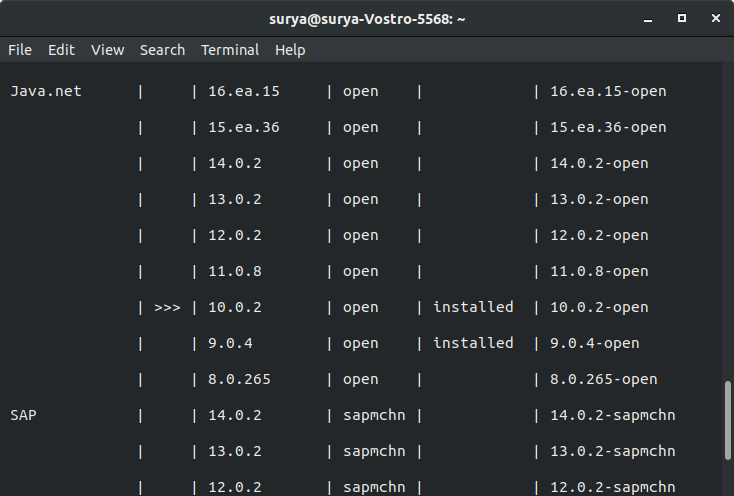 surya@surya-Vostro-5568: ~
File Edit View Search Terminal Help
Java.net | | 16.ea.15 | open | | 16.ea.15-open
| | 15.ea.36 | open | | 15.ea.36-open
| | 14.0.2 | open | | 14.0.2-open
| | 13.0.2 | open | | 13.0.2-open
| | 12.0.2 | open | | 12.0.2-open
| | 11.0.8 | open | | 11.0.8-open
| >>> | 10.0.2 | open | installed | 10.0.2-open
| | 9.0.4 | open | installed | 9.0.4-open
| | 8.0.265 | open | | 8.0.265-open
SAP | | 14.0.2 | sapmchn | | 14.0.2-sapmchn
| | 13.0.2 | sapmchn | | 13.0.2-sapmchn
| | 12.0.2 | sapmchn | | 12.0.2-sapmchn